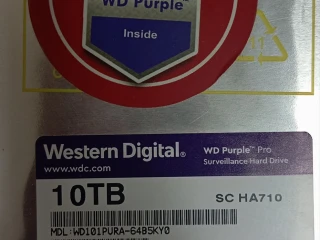 WD Purple™
Inside
Western Digital®
WD Purple™ Pro
www.wdc.com
Surveillance Hard Drive
10TB
SC HA710
MDL: WD101PURA-64B5KY0